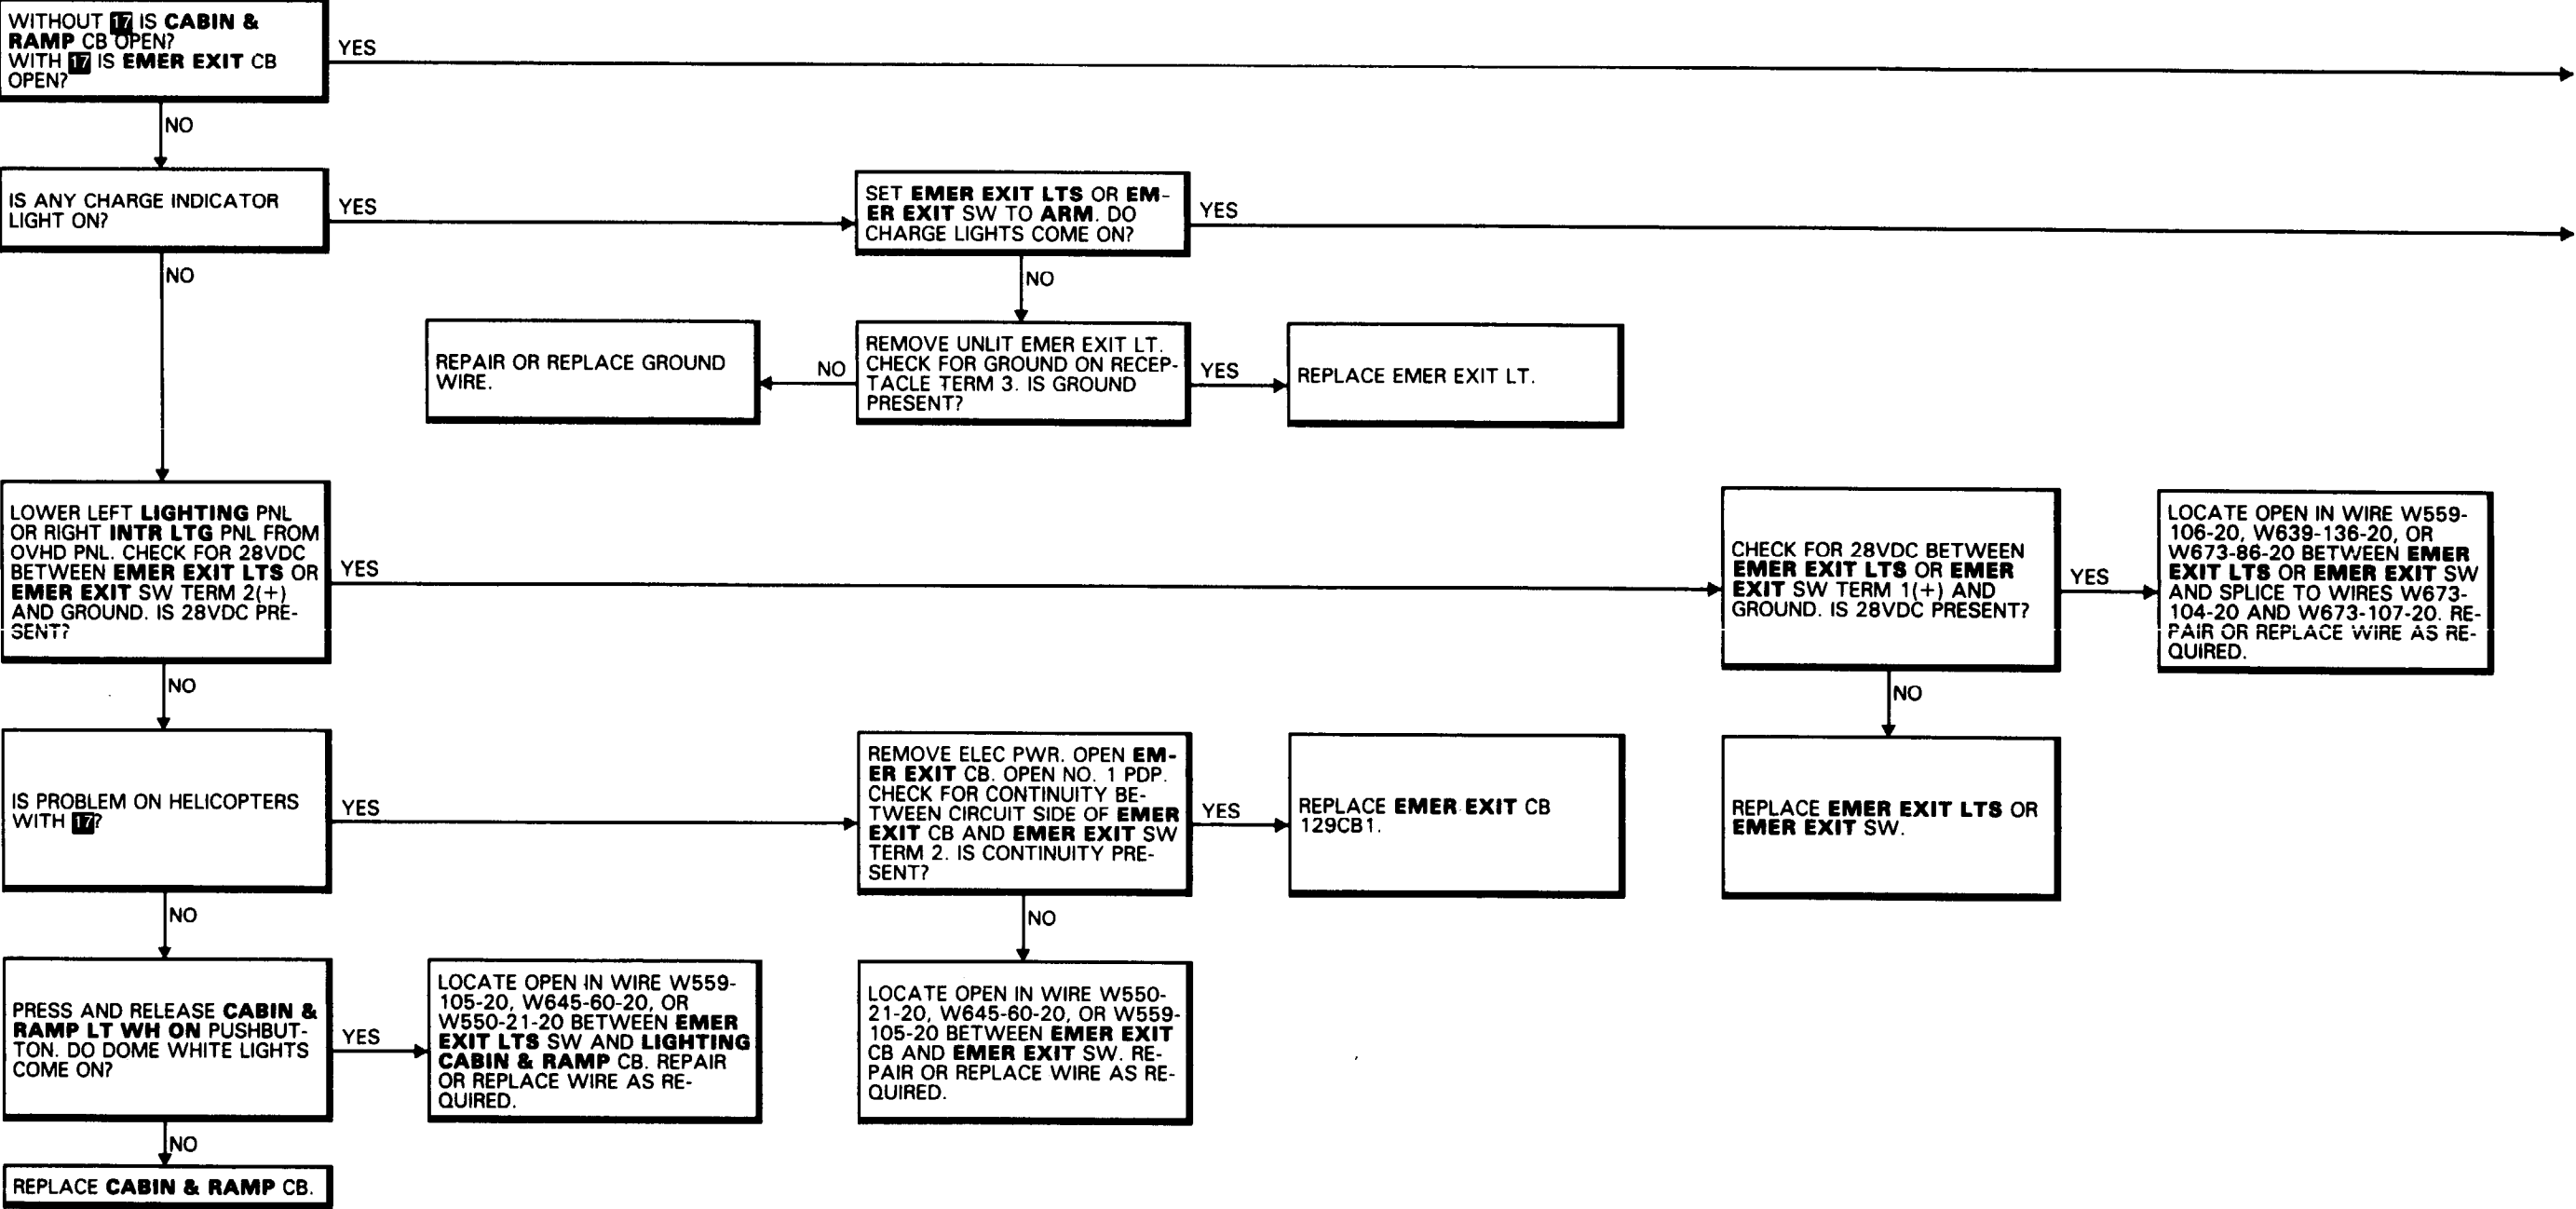 WITHOUT 17 IS CABIN &
RAMP CB OPEN?
WITH 17 IS EMER EXIT CB
OPEN?
YES
NO
IS ANY CHARGE INDICATOR
LIGHT ON?
YES
SET EMER EXIT LTS OR EM-
ER EXIT SW TO ARM. DO
CHARGE LIGHTS COME ON?
YES
NO
NO
REPAIR OR REPLACE GROUND
WIRE.
NO
REMOVE UNLIT EMER EXIT LT.
CHECK FOR GROUND ON RECEP-
TACLE TERM 3. IS GROUND
PRESENT?
YES
REPLACE EMER EXIT LT.
LOWER LEFT LIGHTING PNL
OR RIGHT INTR LTG PNL FROM
OVHD PNL. CHECK FOR 28VDC
BETWEEN EMER EXIT LTS OR
EMER EXIT SW TERM 2(+)
AND GROUND. IS 28VDC PRE-
SENT?
YES
CHECK FOR 28VDC BETWEEN
EMER EXIT LTS OR EMER
EXIT SW TERM 1(+) AND
GROUND. IS 28VDC PRESENT?
YES
LOCATE OPEN IN WIRE W559-
106-20, W639-136-20, OR
W673-86-20 BETWEEN EMER
EXIT LTS OR EMER EXIT SW
AND SPLICE TO WIRES W673-
104-20 AND W673-107-20. RE-
PAIR OR REPLACE WIRE AS RE-
QUIRED.
NO
NO
IS PROBLEM ON HELICOPTERS
WITH 17?
YES
REMOVE ELEC PWR. OPEN EM-
ER EXIT CB. OPEN NO. 1 PDP.
CHECK FOR CONTINUITY BE-
TWEEN CIRCUIT SIDE OF EMER
EXIT CB AND EMER EXIT SW
TERM 2. IS CONTINUITY PRE-
SENT?
YES
REPLACE EMER EXIT CB
129CB1.
REPLACE EMER EXIT LTS OR
EMER EXIT SW.
NO
NO
PRESS AND RELEASE CABIN &
RAMP LT WH ON PUSHBUT-
TON. DO DOME WHITE LIGHTS
COME ON?
YES
LOCATE OPEN IN WIRE W559-
105-20, W645-60-20, OR
W550-21-20 BETWEEN EMER
EXIT LTS SW AND LIGHTING
CABIN & RAMP CB. REPAIR
OR REPLACE WIRE AS RE-
QUIRED.
LOCATE OPEN IN WIRE W550-
21-20, W645-60-20, OR W559-
105-20 BETWEEN EMER EXIT
CB AND EMER EXIT SW. RE-
PAIR OR REPLACE WIRE AS RE-
QUIRED.
NO
REPLACE CABIN & RAMP CB.